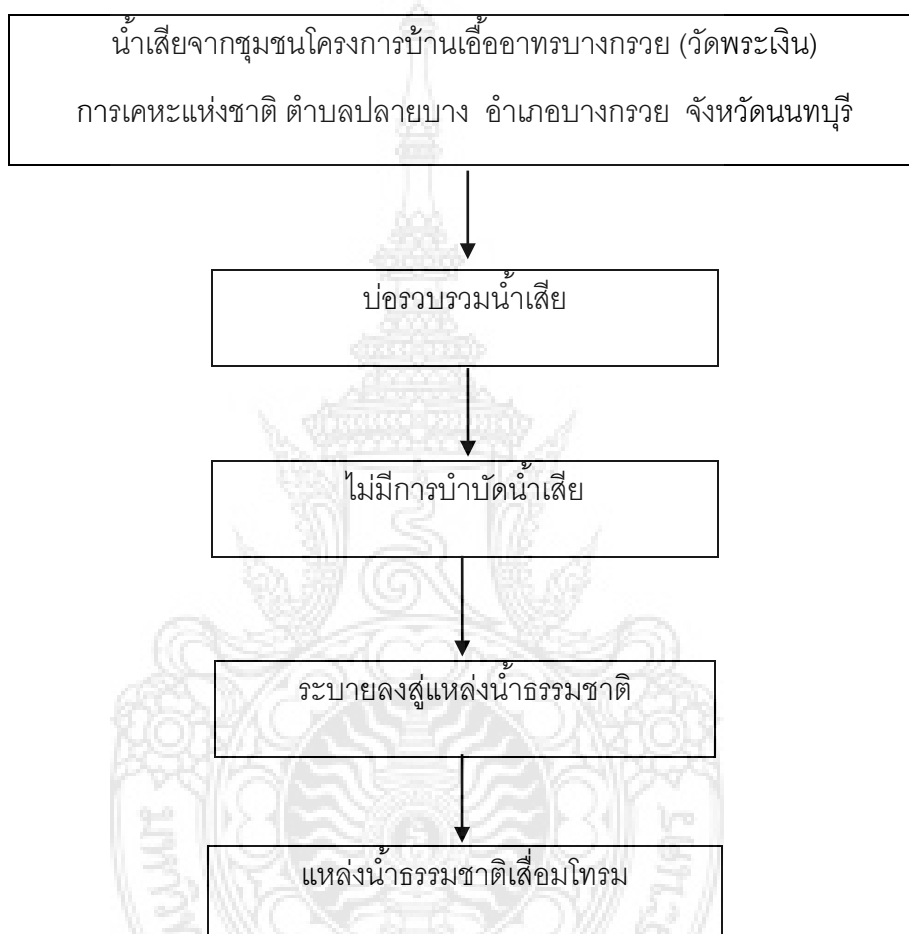 น้ำเสียจากชุมชนโครงการบ้านเอื้ออาทรบางกรวย (วัดพระเงิน)
การเคหะแห่งชาติ ตำบลปลายบาง อำเภอบางกรวย จังหวัดนนทบุรี
บ่อรวบรวมน้ำเสีย
ไม่มีการบำบัดน้ำเสีย
ระบายลงสู่แหล่งน้ำธรรมชาติ
แหล่งน้ำธรรมชาติเสื่อมโทรม